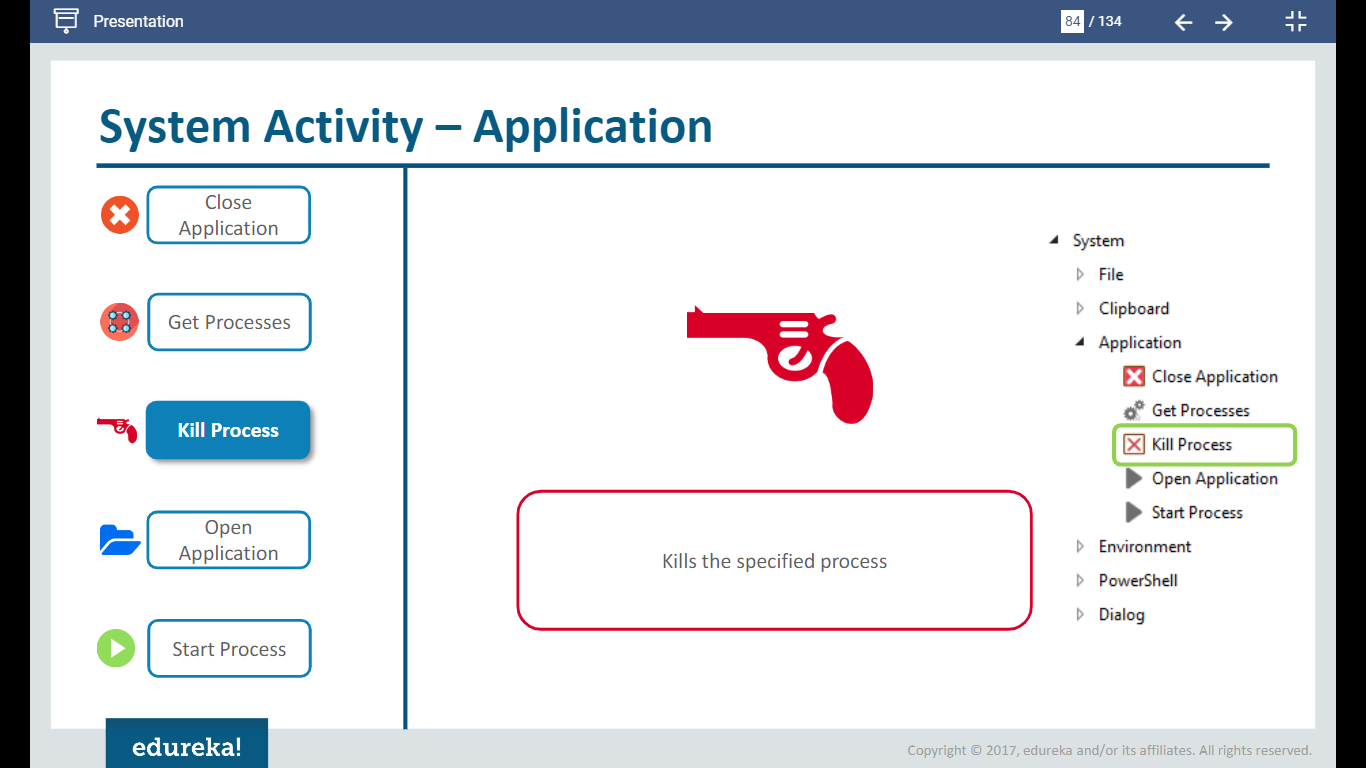 Presentation
84 / 134
System Activity – Application
Close
Application
Get Processes
Kill Process
Open
Application
Start Process
Kills the specified process
System
File
Clipboard
Application
Close Application
Get Processes
Kill Process
Open Application
Start Process
Environment
PowerShell
Dialog
edureka!
Copyright © 2017, edureka and/or its affiliates. All rights reserved.